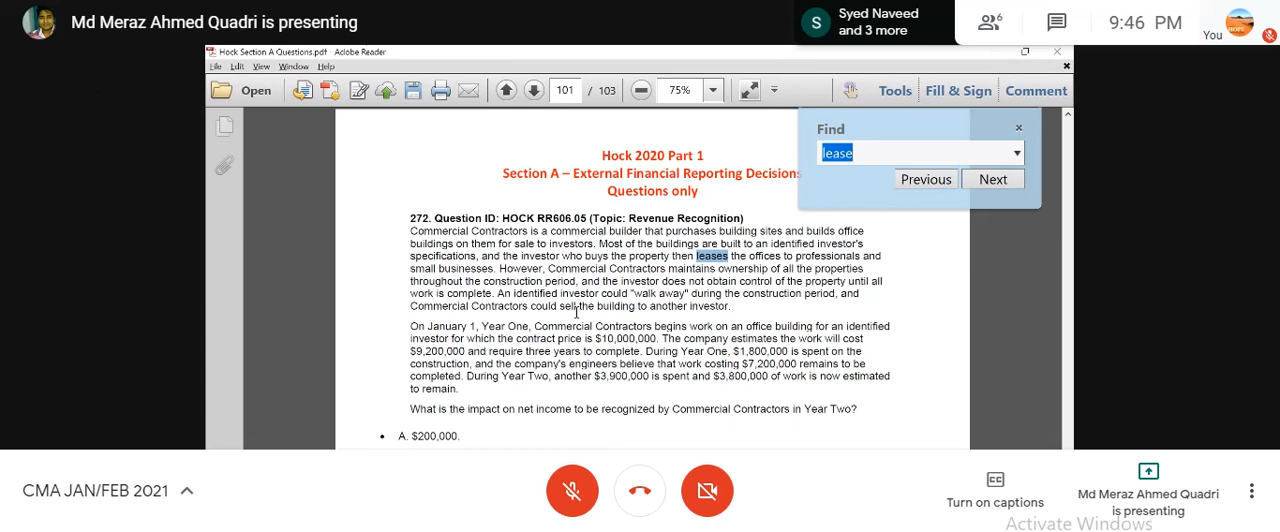 Md Meraz Ahmed Quadri is presenting
S
Syed Naveed
and 3 more
6
9:46 PM
You
Hock Section A Questions.pdf - Adobe Reader
File Edit View Window Help
Open
101 / 103
75%
Tools
Fill & Sign
Comment
Find
lease
Previous
Next
Hock 2020 Part 1
Section A – External Financial Reporting Decisions
Questions only
272. Question ID: HOCK RR606.05 (Topic: Revenue Recognition)
Commercial Contractors is a commercial builder that purchases building sites and builds office
buildings on them for sale to investors. Most of the buildings are built to an identified investor's
specifications, and the investor who buys the property then leases the offices to professionals and
small businesses. However, Commercial Contractors maintains ownership of all the properties
throughout the construction period, and the investor does not obtain control of the property until all
work is complete. An identified investor could "walk away" during the construction period, and
Commercial Contractors could sell the building to another investor.
On January 1, Year One, Commercial Contractors begins work on an office building for an identified
investor for which the contract price is $10,000,000. The company estimates the work will cost
$9,200,000 and require three years to complete. During Year One, $1,800,000 is spent on the
construction, and the company's engineers believe that work costing $7,200,000 remains to be
completed. During Year Two, another $3,900,000 is spent and $3,800,000 of work is now estimated
to remain.
What is the impact on net income to be recognized by Commercial Contractors in Year Two?
• A. $200,000.
CMA JAN/FEB 2021
Turn on captions
Md Meraz Ahmed Quadri
is presenting
Activate Windows